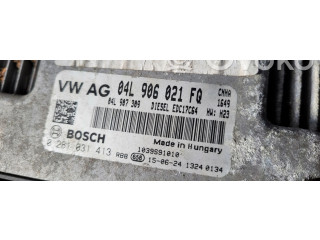 VW AG 04L 906 021 FQ CNHA
04L 907 309 DIESEL EDC17C64 1649
HW: H23
BOSCH Made in Hungary
1039S91010
0 281 031 413 ABB 15-06-24 1324 0134